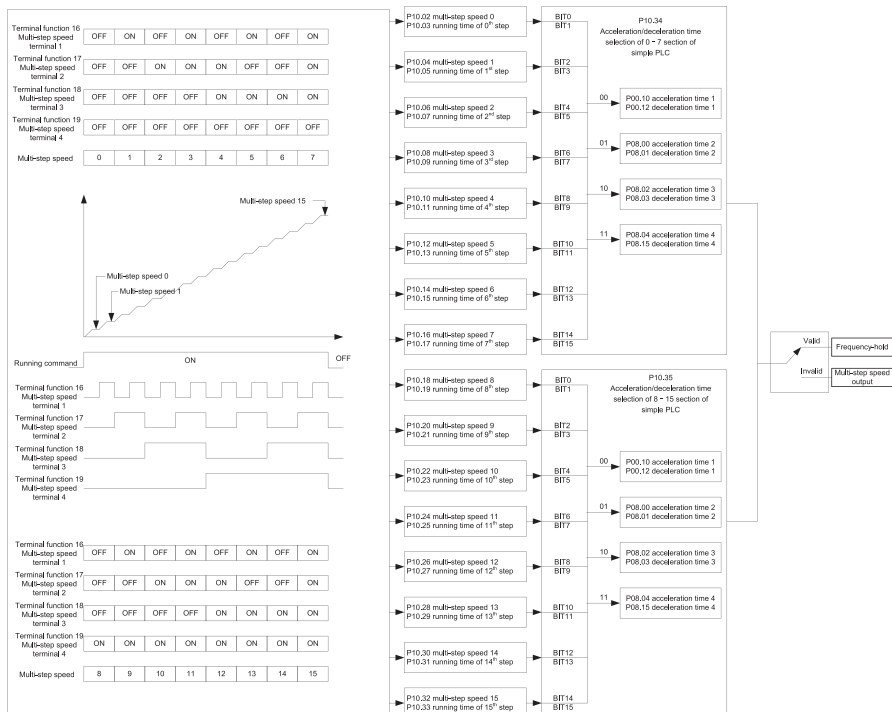 Terminal function 16
Multi-step speed
terminal 1
OFF ON OFF ON OFF ON OFF ON
Terminal function 17
Multi-step speed
terminal 2
OFF OFF ON ON OFF OFF ON
Terminal function 18
Multi-step speed
terminal 3
OFF OFF OFF OFF ON ON ON ON
Terminal function 19
Multi-step speed
terminal 4
OFF OFF OFF OFF OFF OFF OFF OFF
Multi-step speed
0 1 2 3 4 5 6 7
Multi-step speed 15
Multi-step speed 0
Multi-step speed 1
Running command
ON
OFF
Terminal function 16
Multi-step speed
terminal 1
Terminal function 17
Multi-step speed
terminal 2
Terminal function 18
Multi-step speed
terminal 3
Terminal function 19
Multi-step speed
terminal 4
Terminal function 16
Multi-step speed
terminal 1
OFF ON OFF ON OFF ON OFF ON
Terminal function 17
Multi-step speed
terminal 2
OFF OFF ON ON OFF OFF ON
Terminal function 18
Multi-step speed
terminal 3
OFF OFF OFF OFF ON ON ON ON
Terminal function 19
Multi-step speed
terminal 4
ON ON ON ON ON ON ON ON
Multi-step speed
8 9 10 11 12 13 14 15
P10.02 multi-step speed 0
P10.03 running time of 0th step
P10.04 multi-step speed 1
P10.05 running time of 1st step
P10.06 multi-step speed 2
P10.07 running time of 2nd step
P10.08 multi-step speed 3
P10.09 running time of 3rd step
P10.10 multi-step speed 4
P10.11 running time of 4th step
P10.12 multi-step speed 5
P10.13 running time of 5th step
P10.14 multi-step speed 6
P10.15 running time of 6th step
P10.16 multi-step speed 7
P10.17 running time of 7th step
P10.18 multi-step speed 8
P10.19 running time of 8th step
P10.20 multi-step speed 9
P10.21 running time of 9th step
P10.22 multi-step speed 10
P10.23 running time of 10th step
P10.24 multi-step speed 11
P10.25 running time of 11th step
P10.26 multi-step speed 12
P10.27 running time of 12th step
P10.28 multi-step speed 13
P10.29 running time of 13th step
P10.30 multi-step speed 14
P10.31 running time of 14th step
P10.32 multi-step speed 15
P10.33 running time of 15th step
BIT0
BIT1
BIT2
BIT3
BIT4
BIT5
BIT6
BIT7
BIT8
BIT9
BIT10
BIT11
BIT12
BIT13
BIT14
BIT15
P10.34
Acceleration/deceleration time
selection of 0 - 7 section of
simple PLC
00
P00.10 acceleration time 1
P00.12 deceleration time 1
01
P08.00 acceleration time 2
P08.01 deceleration time 2
10
P08.02 acceleration time 3
P08.03 deceleration time 3
11
P08.04 acceleration time 4
P08.15 deceleration time 4
BIT0
BIT1
BIT2
BIT3
BIT4
BIT5
BIT6
BIT7
BIT8
BIT9
BIT10
BIT11
BIT12
BIT13
BIT14
BIT15
P10.35
Acceleration/deceleration time
selection of 8 - 15 section of
simple PLC
00
P00.10 acceleration time 1
P00.12 deceleration time 1
01
P08.00 acceleration time 2
P08.01 deceleration time 2
10
P08.02 acceleration time 3
P08.03 deceleration time 3
11
P08.04 acceleration time 4
P08.15 deceleration time 4
Valid
Frequency-hold
Invalid
Multi-step speed
output